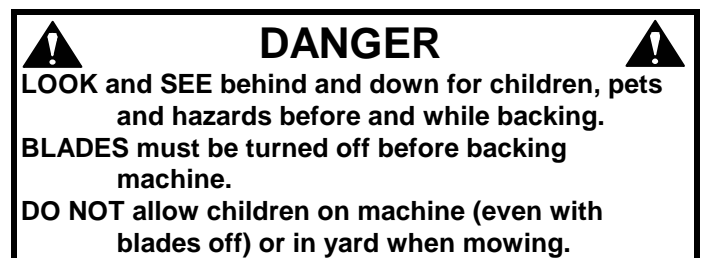 DANGER
LOOK and SEE behind and down for children, pets
and hazards before and while backing.
BLADES must be turned off before backing
machine.
DO NOT allow children on machine (even with
blades off) or in yard when mowing.